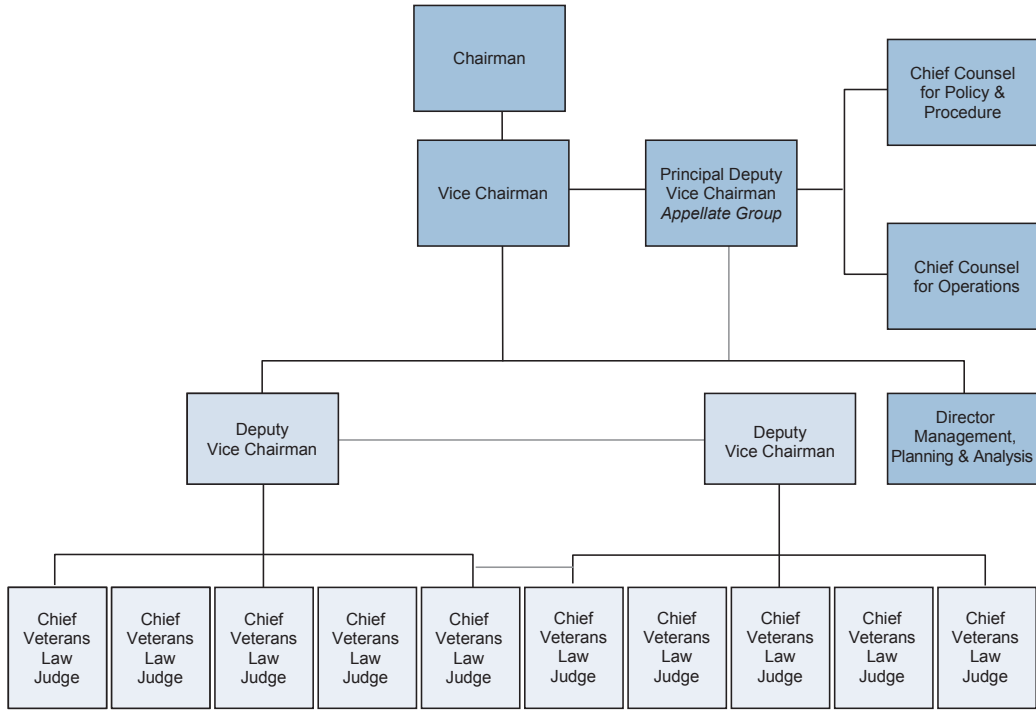 Chairman
Chief Counsel
for Policy &
Procedure
Vice Chairman
Principal Deputy
Vice Chairman
Appellate Group
Chief Counsel
for Operations
Deputy
Vice Chairman
Deputy
Vice Chairman
Director
Management,
Planning & Analysis
Chief
Veterans
Law
Judge
Chief
Veterans
Law
Judge
Chief
Veterans
Law
Judge
Chief
Veterans
Law
Judge
Chief
Veterans
Law
Judge
Chief
Veterans
Law
Judge
Chief
Veterans
Law
Judge
Chief
Veterans
Law
Judge
Chief
Veterans
Law
Judge
Chief
Veterans
Law
Judge